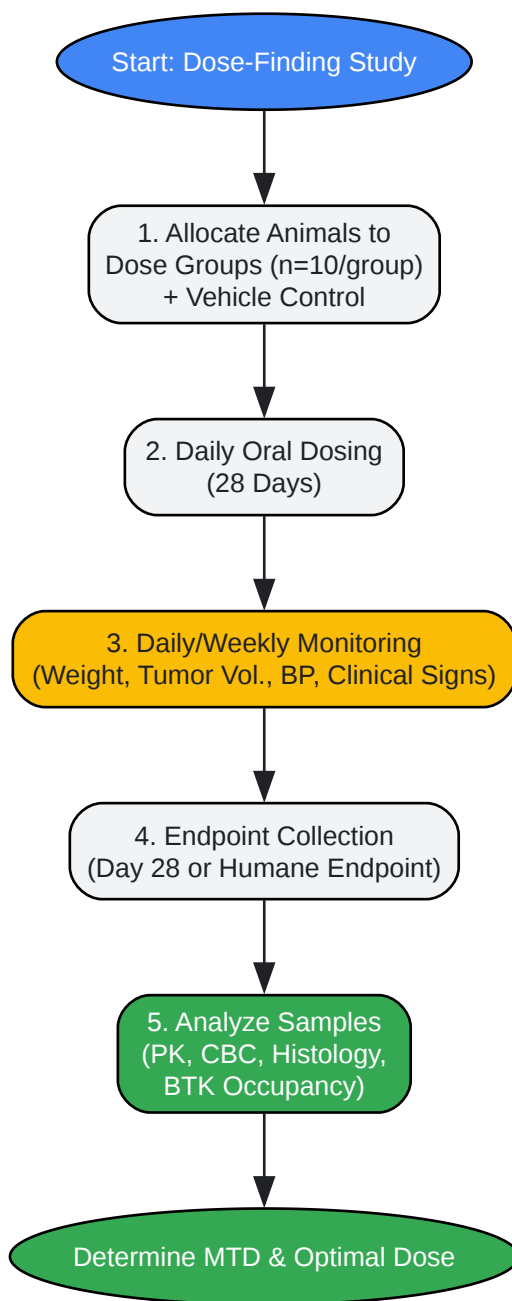 Start: Dose-Finding Study
1. Allocate Animals to
Dose Groups (n=10/group)
+ Vehicle Control
2. Daily Oral Dosing
(28 Days)
3. Daily/Weekly Monitoring
(Weight, Tumor Vol., BP, Clinical Signs)
4. Endpoint Collection
(Day 28 or Humane Endpoint)
5. Analyze Samples
(PK, CBC, Histology,
BTK Occupancy)
Determine MTD & Optimal Dose